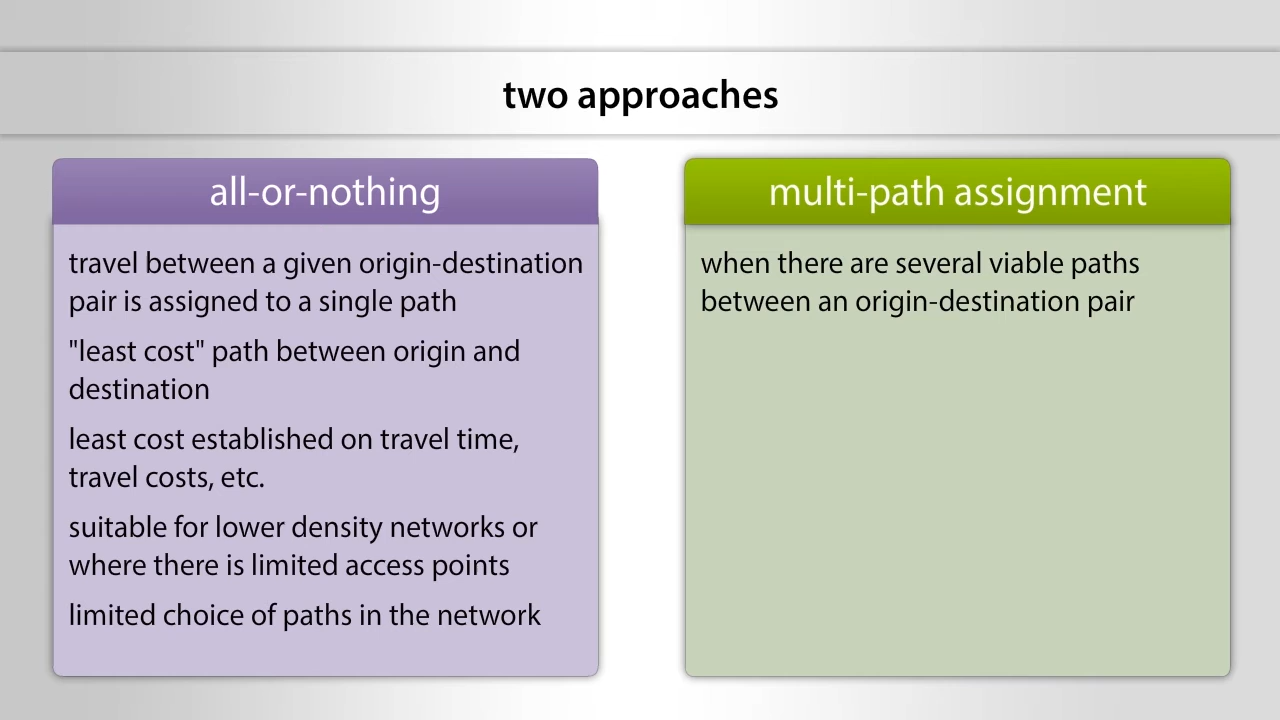 two approaches
all-or-nothing
travel between a given origin-destination
pair is assigned to a single path
"least cost" path between origin and
destination
least cost established on travel time,
travel costs, etc.
suitable for lower density networks or
where there is limited access points
limited choice of paths in the network
multi-path assignment
when there are several viable paths
between an origin-destination pair